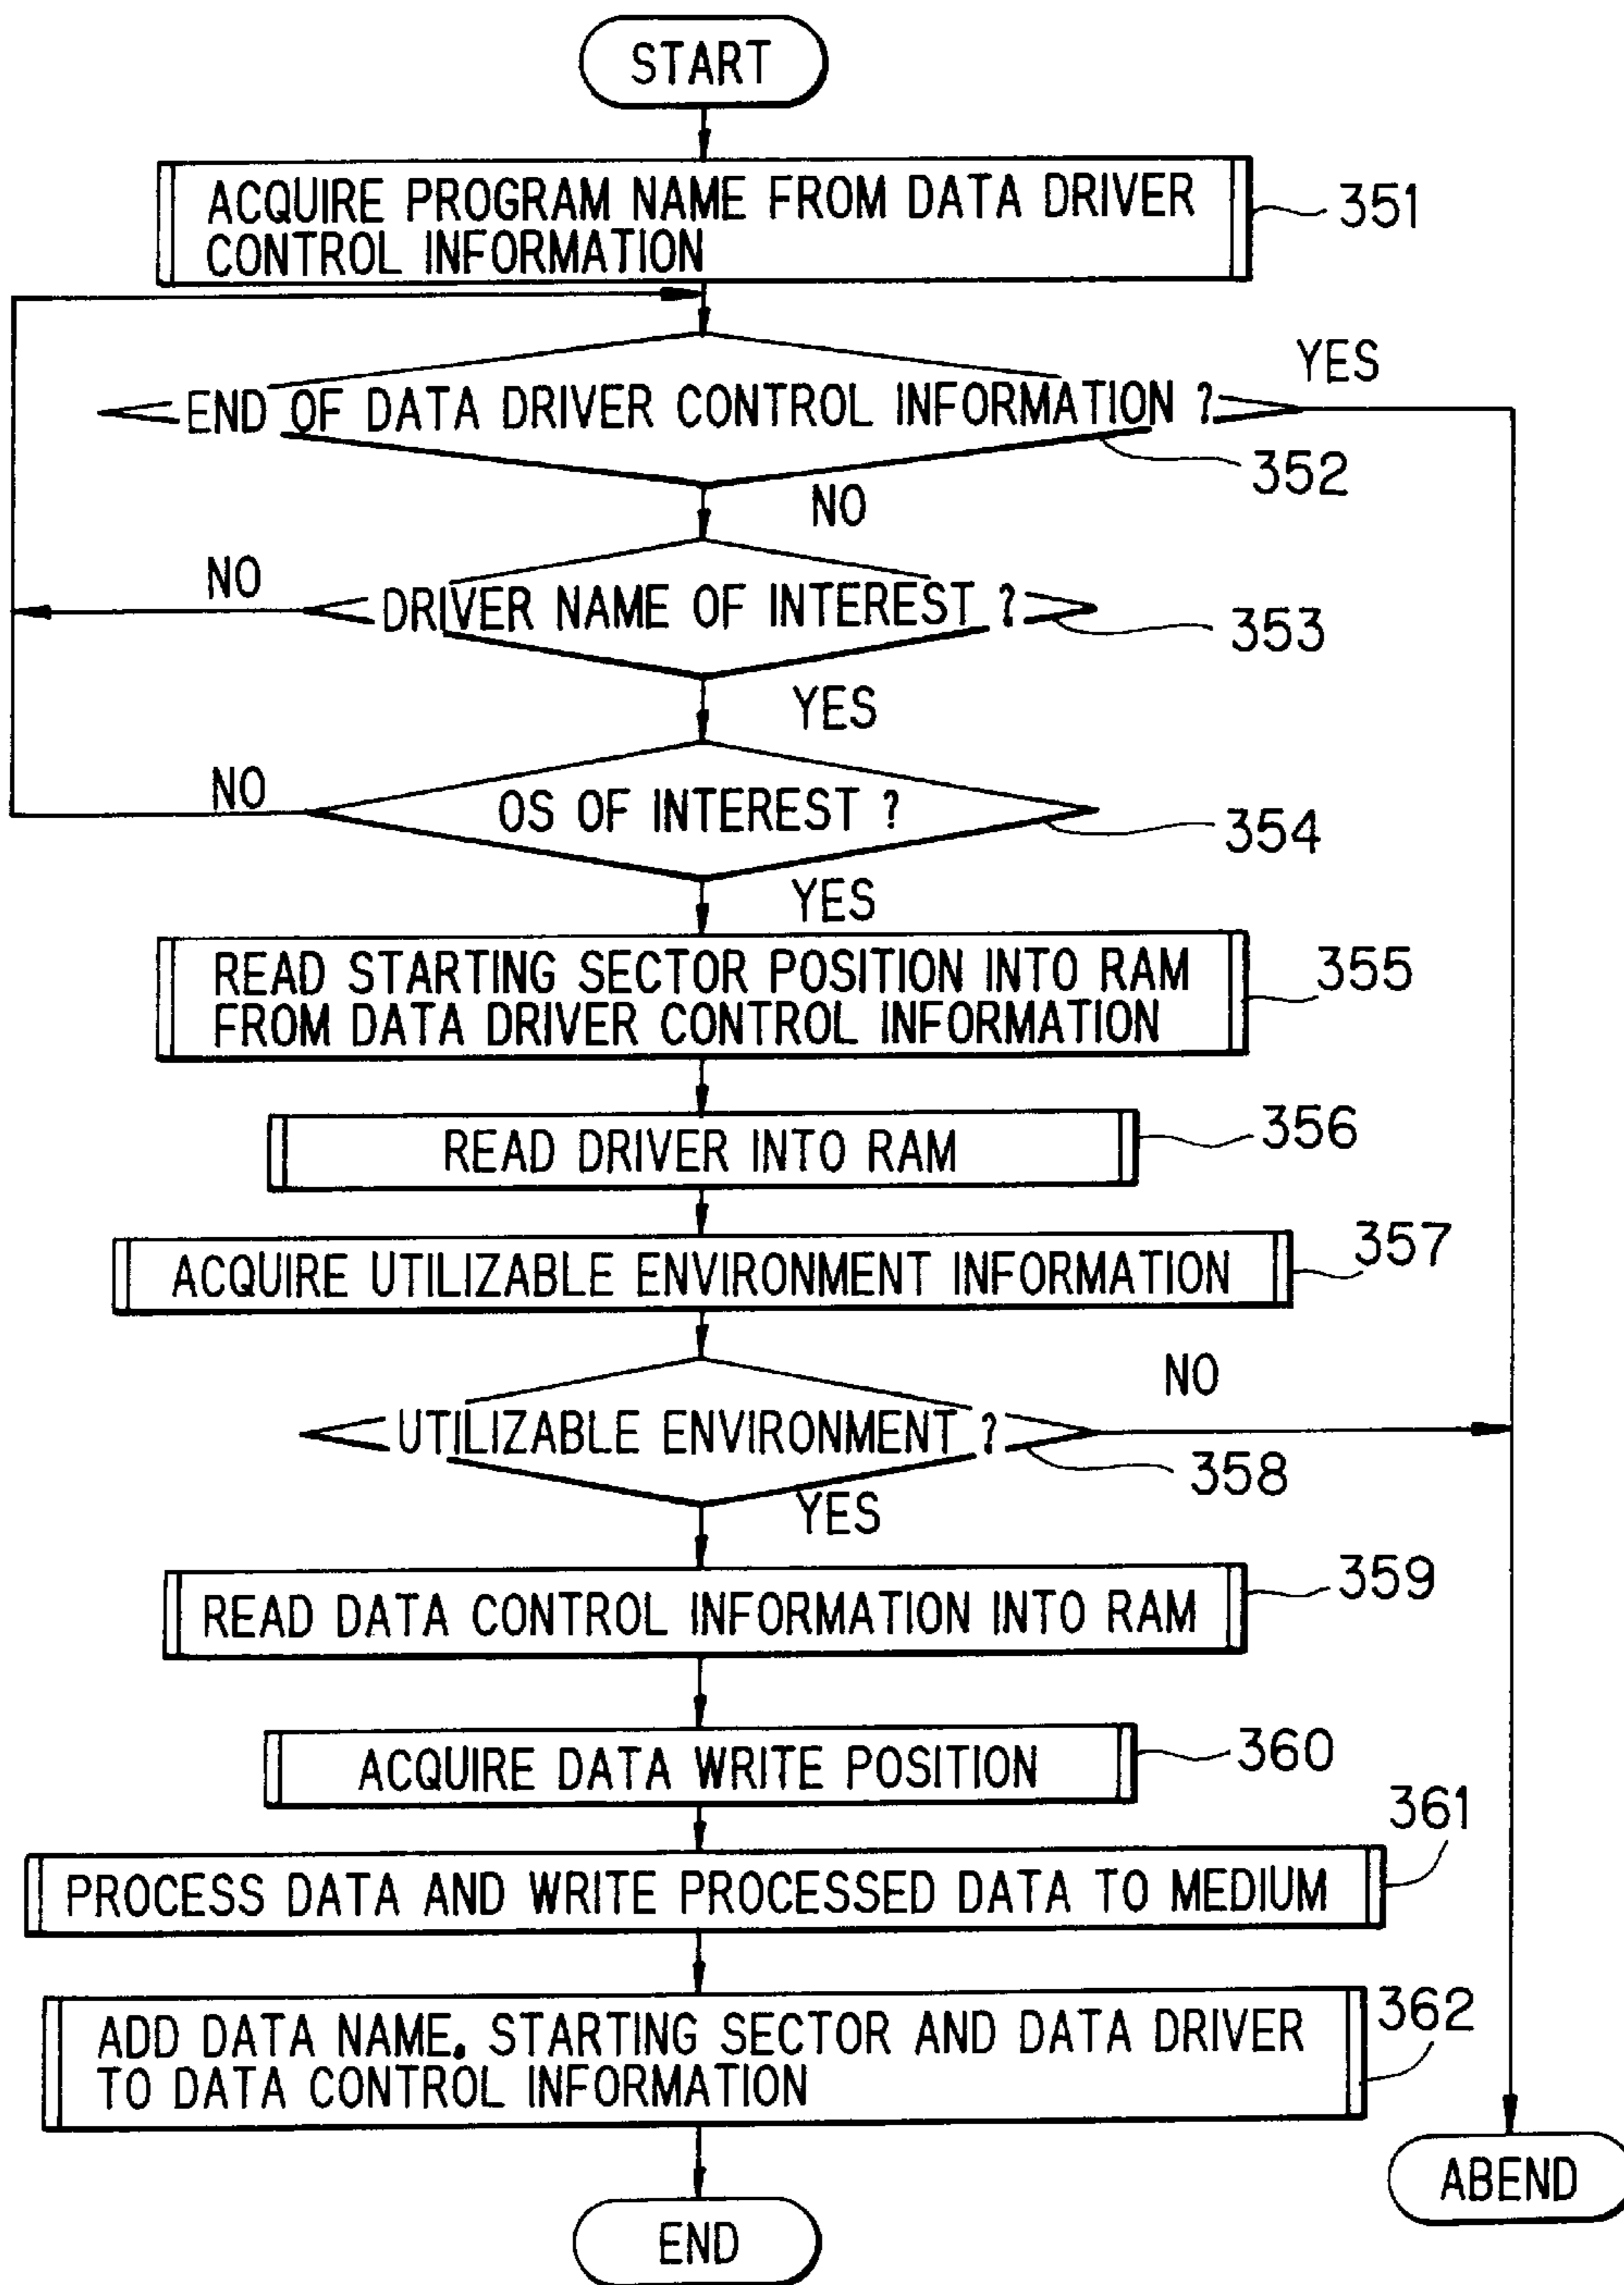 START
ACQUIRE PROGRAM NAME FROM DATA DRIVER
CONTROL INFORMATION
351
YES
END OF DATA DRIVER CONTROL INFORMATION ?
352
NO
NO
DRIVER NAME OF INTEREST ?
353
YES
NO
OS OF INTEREST ?
354
YES
READ STARTING SECTOR POSITION INTO RAM
FROM DATA DRIVER CONTROL INFORMATION
355
READ DRIVER INTO RAM
356
ACQUIRE UTILIZABLE ENVIRONMENT INFORMATION
357
NO
UTILIZABLE ENVIRONMENT ?
358
YES
READ DATA CONTROL INFORMATION INTO RAM
359
ACQUIRE DATA WRITE POSITION
360
361
PROCESS DATA AND WRITE PROCESSED DATA TO MEDIUM
362
ADD DATA NAME. STARTING SECTOR AND DATA DRIVER
TO DATA CONTROL INFORMATION
ABEND
END